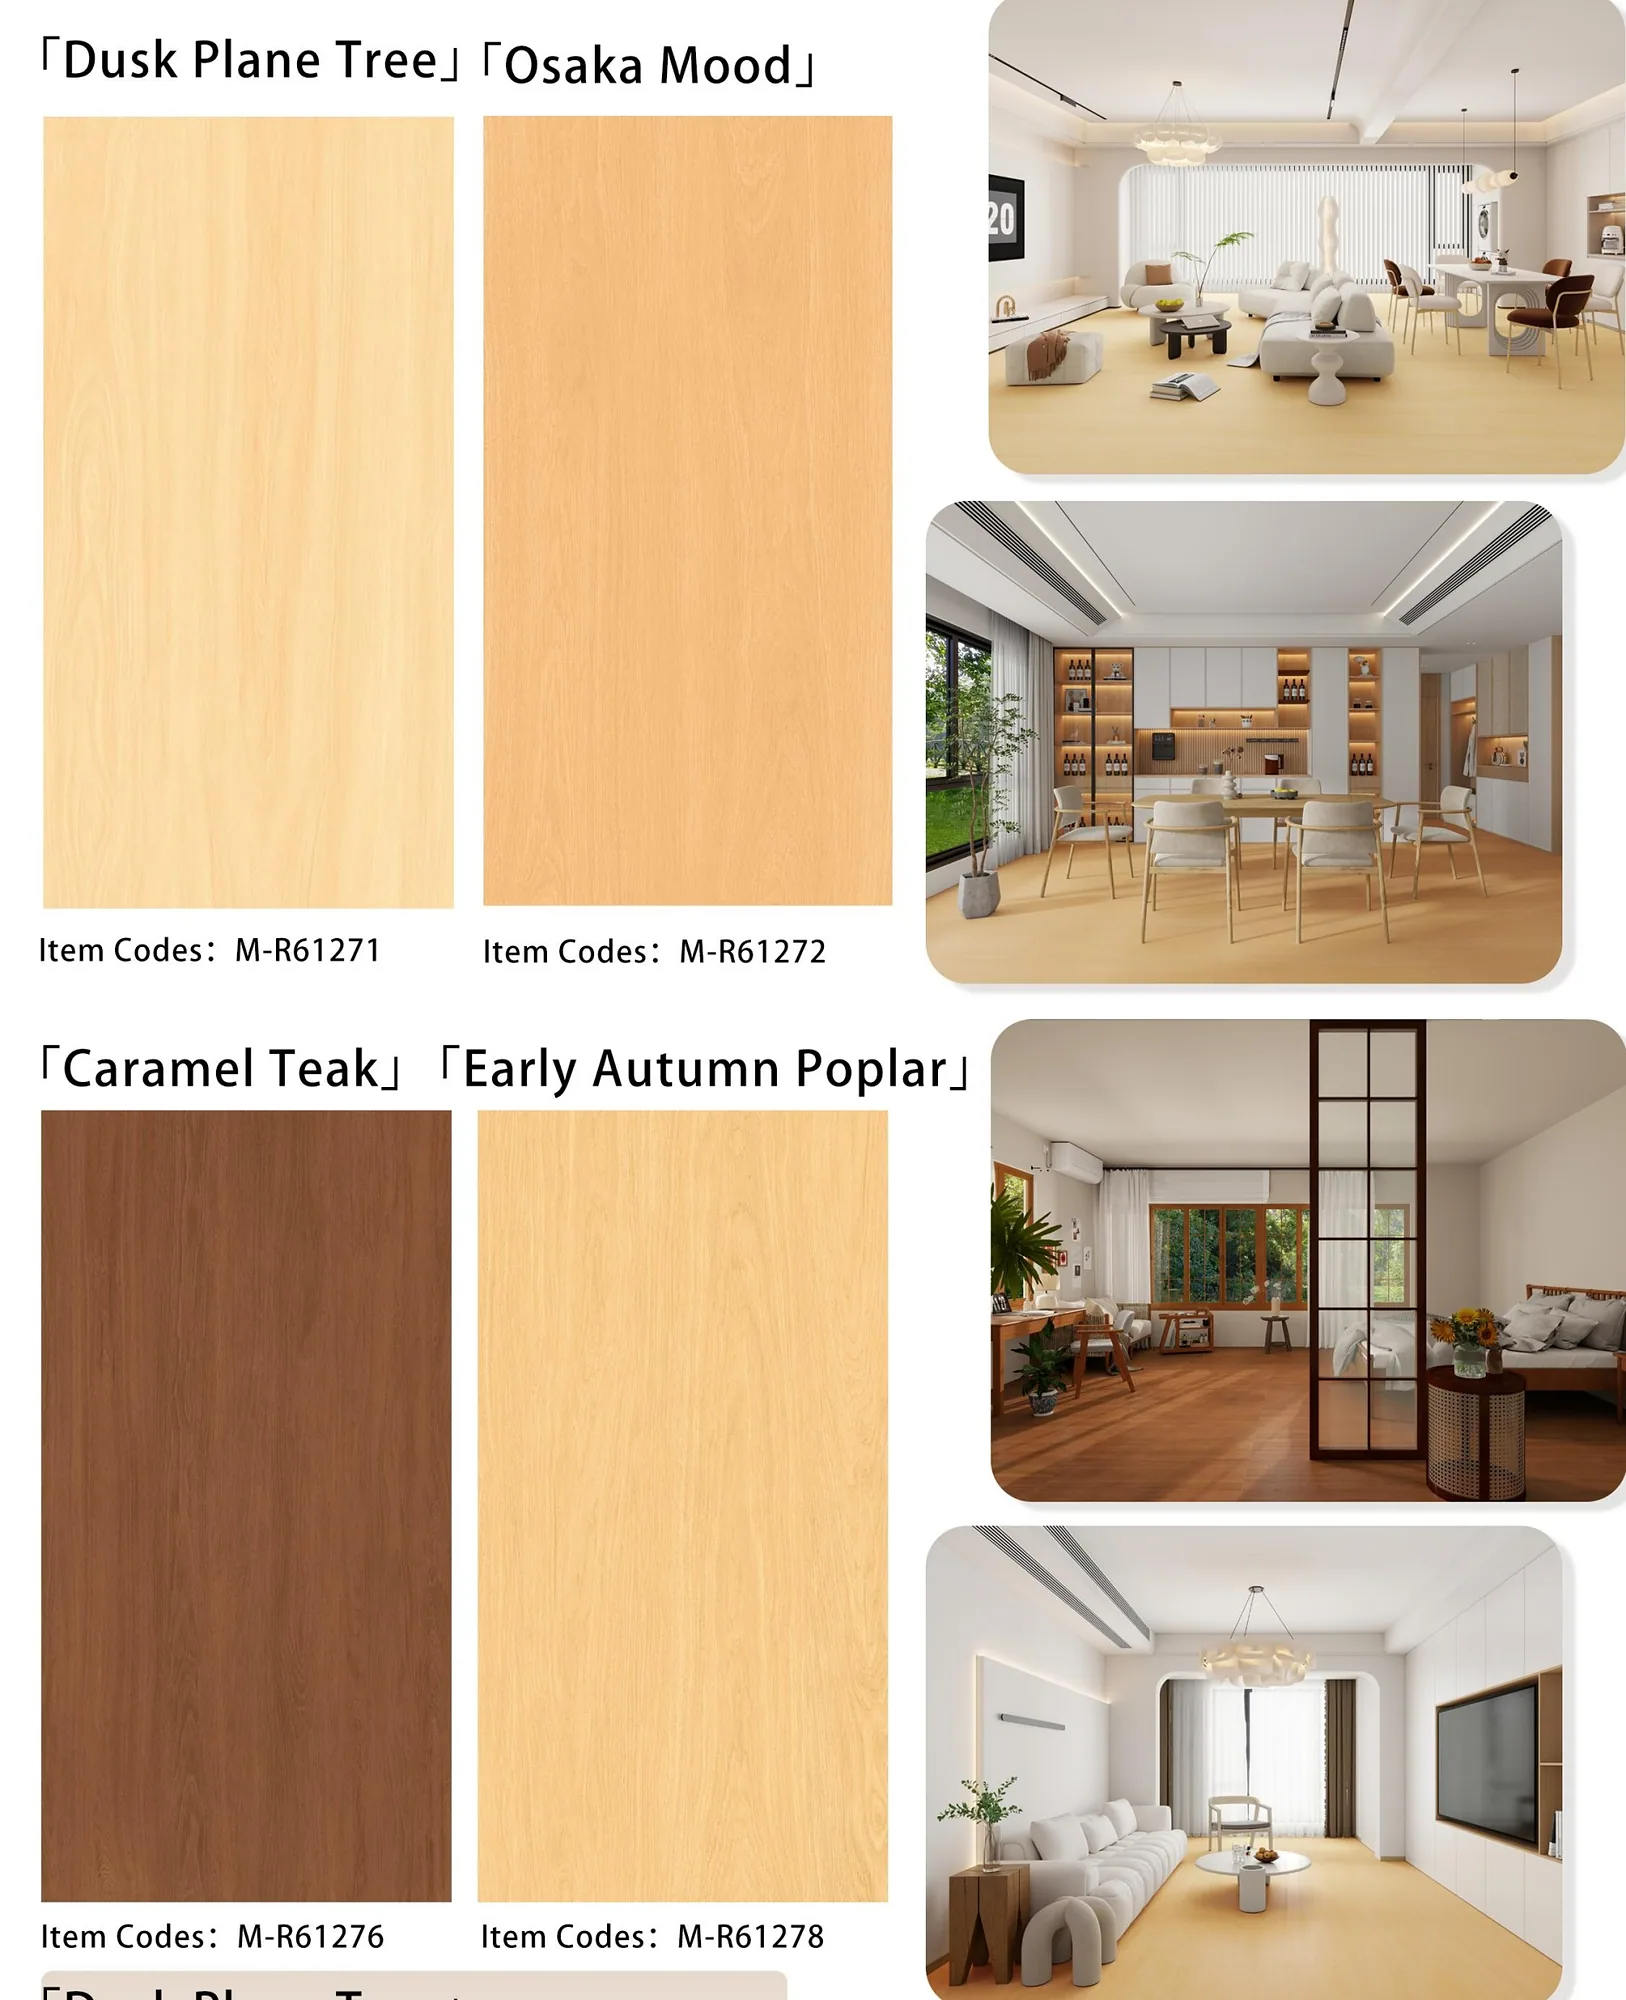 「Dusk Plane Tree」「Osaka Mood」
20
Item Codes：M-R61271
Item Codes：M-R61272
「Caramel Teak」「Early Autumn Poplar」
Item Codes：M-R61276
Item Codes：M-R61278